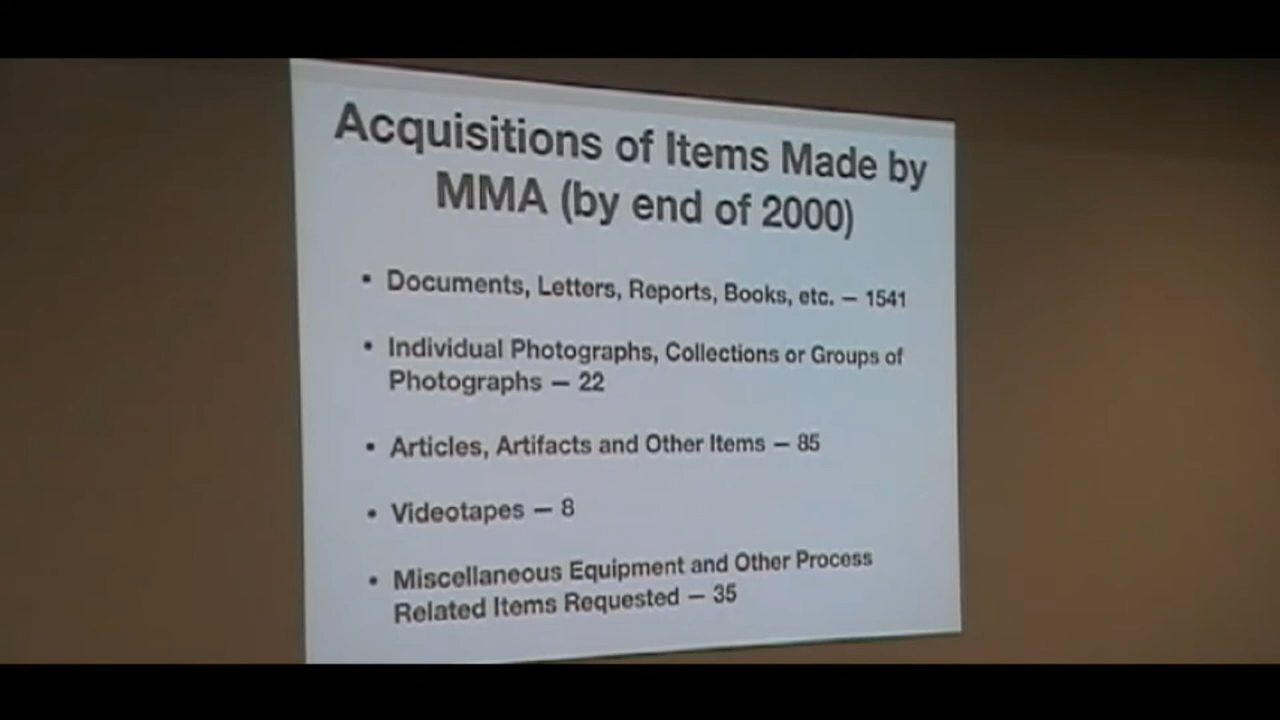 Acquisitions of Items Made by
MMA (by end of 2000)
• Documents, Letters, Reports, Books, etc. – 1541
• Individual Photographs, Collections or Groups of
Photographs – 22
• Articles, Artifacts and Other Items – 85
• Videotapes – 8
• Miscellaneous Equipment and Other Process
Related Items Requested – 35